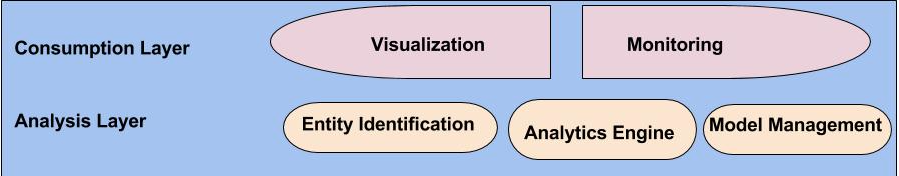 Consumption Layer
Visualization
Monitoring
Analysis Layer
Entity Identification
Analytics Engine
Model Management